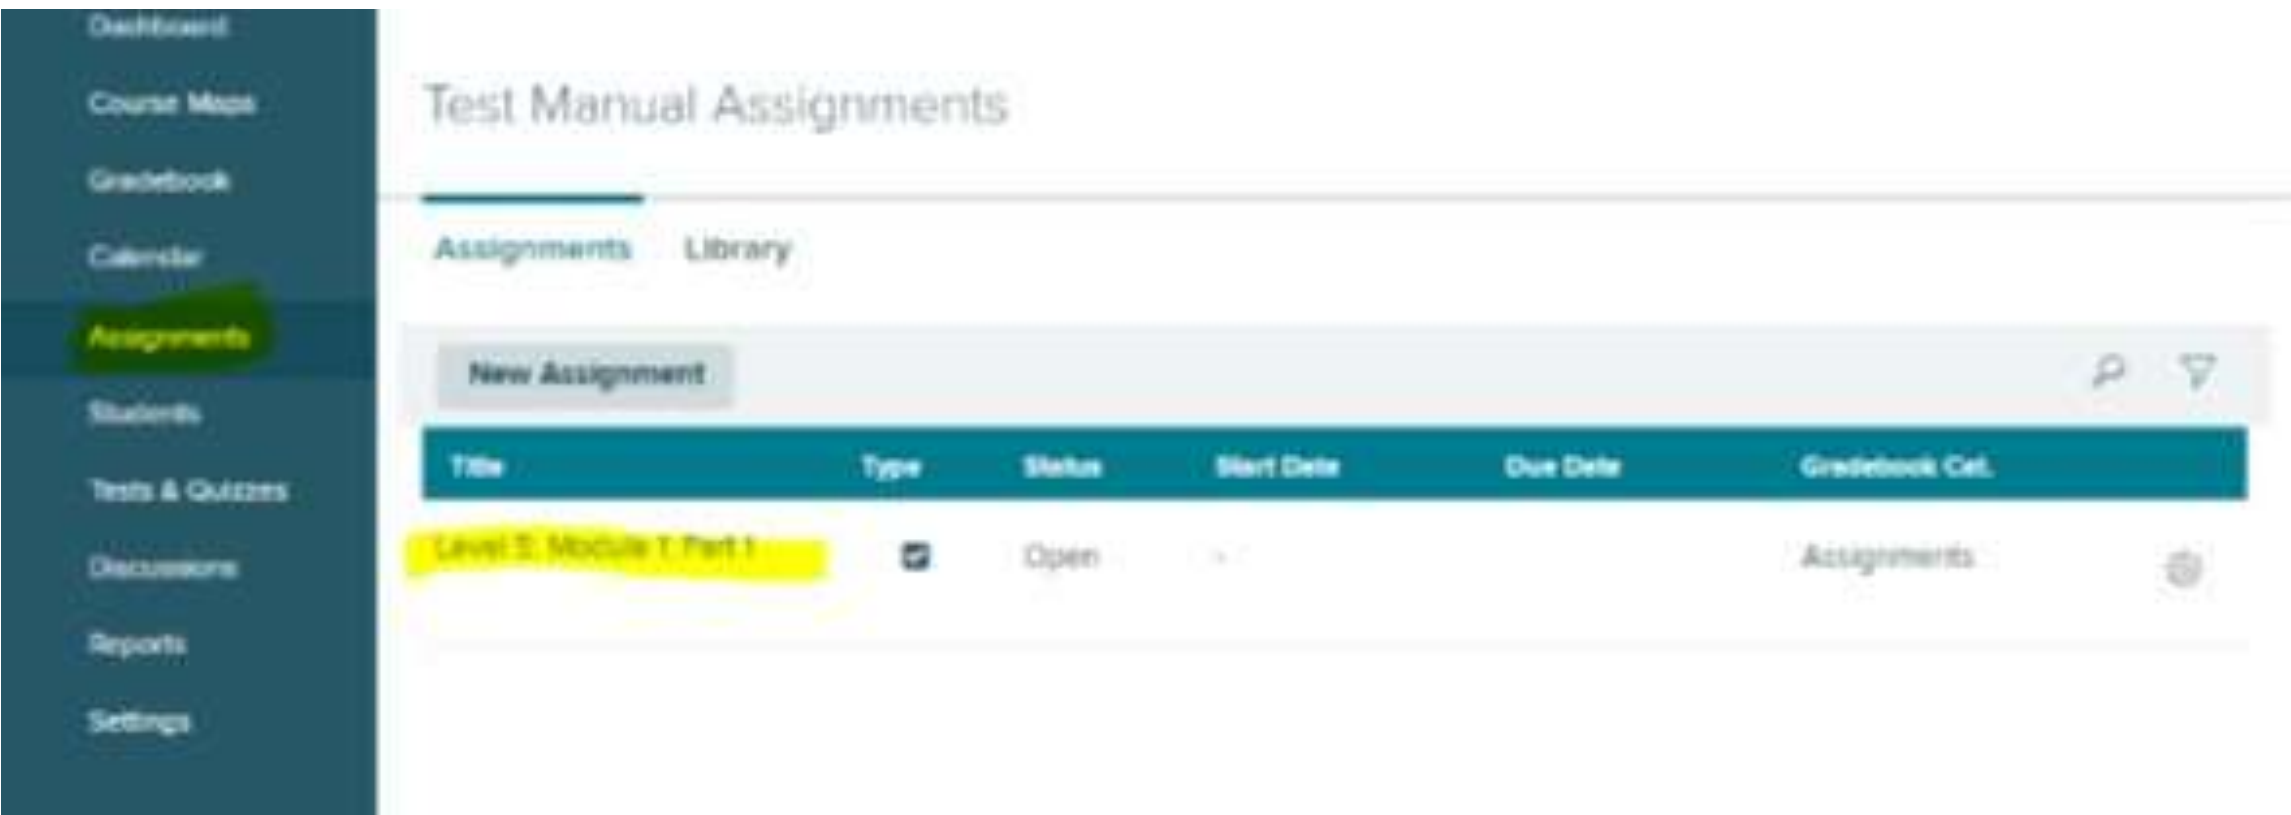 Dashboard
Course Maps
Gradebook
Calendar
Assignments
Students
Tests & Quizzes
Discussions
Reports
Settings
Test Manual Assignments
Assignments Library
New Assignment
Title Type Status Start Date Due Date Gradebook Cat.
Level 5, Module 1, Part 1 Open - Assignments